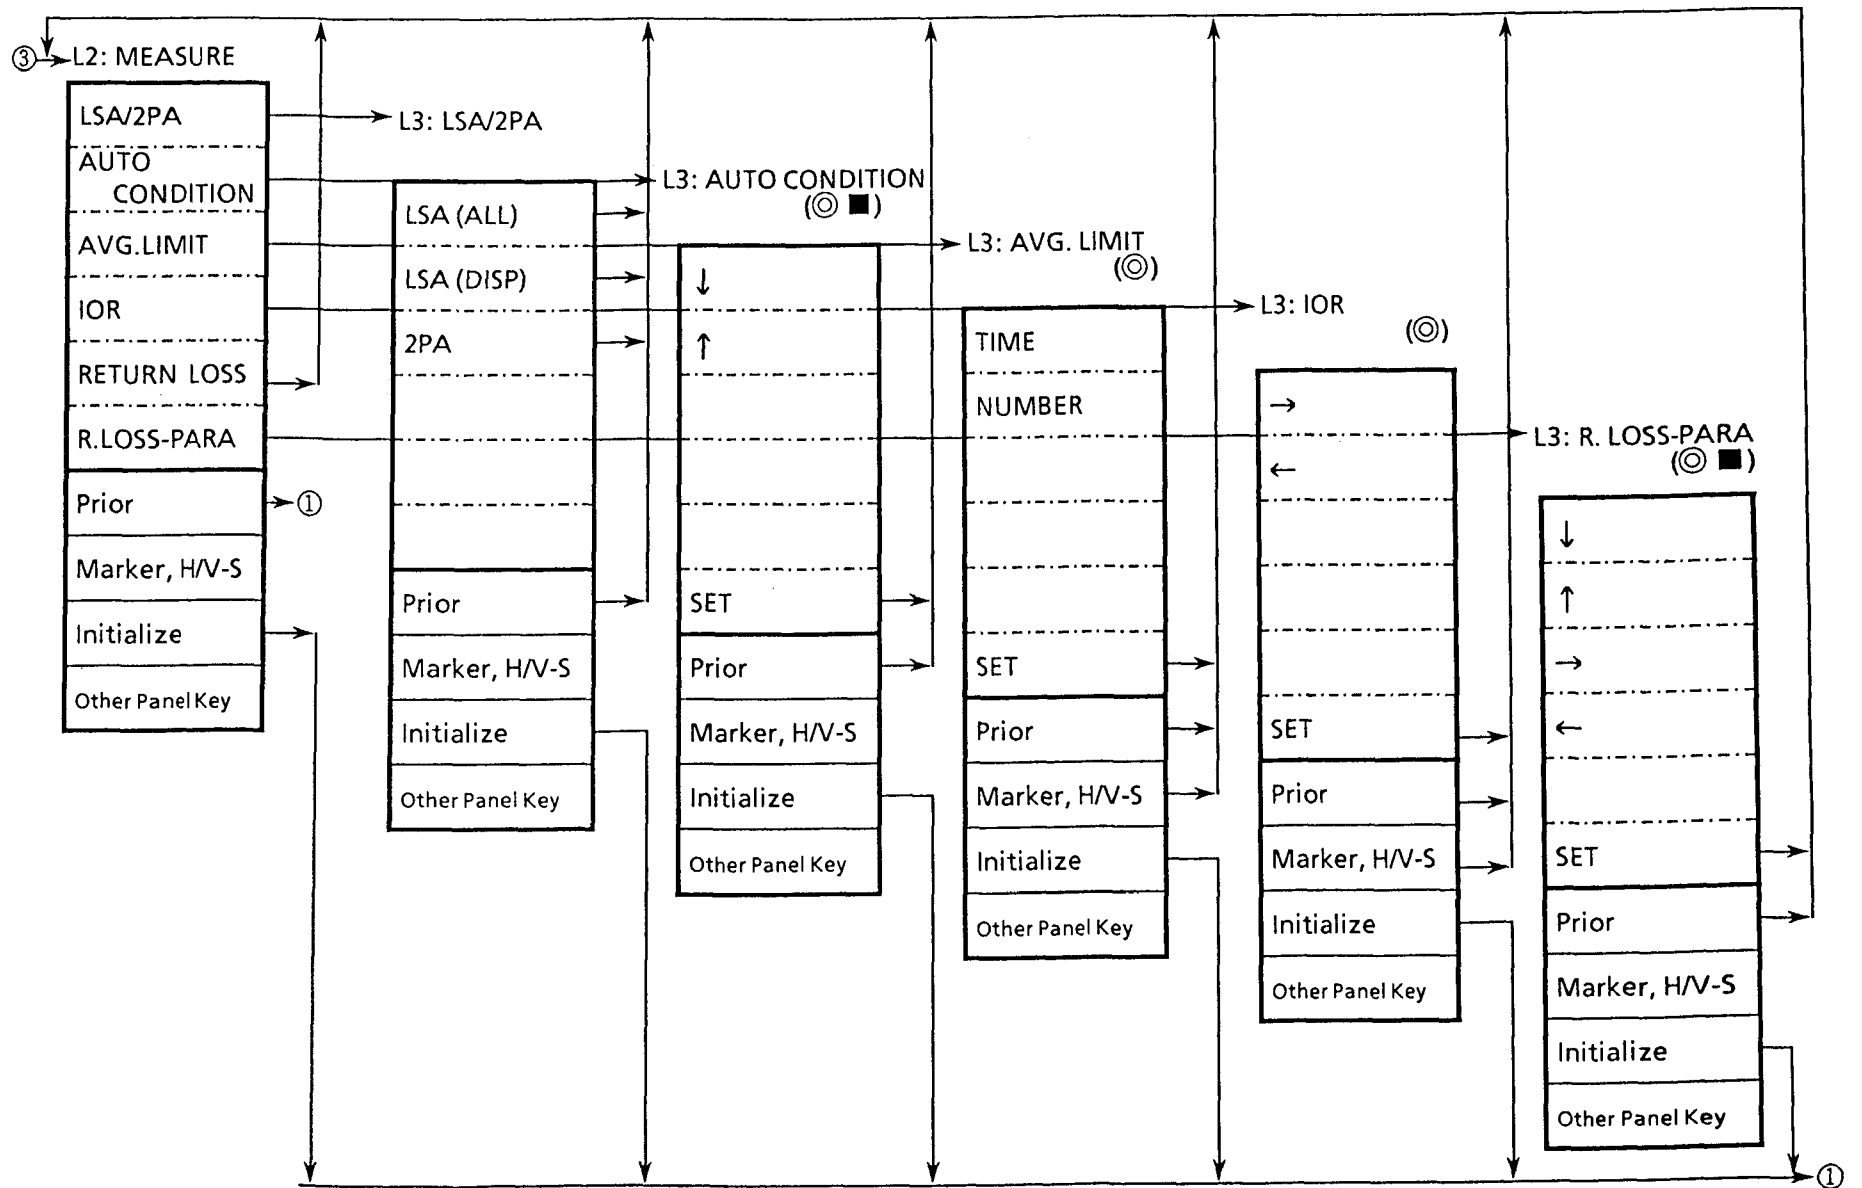 ③ L2: MEASURE
LSA/2PA
AUTO
CONDITION
AVG.LIMIT
IOR
RETURN LOSS
R.LOSS-PARA
Prior
①
Marker, H/V-S
Initialize
Other Panel Key
L3: LSA/2PA
LSA (ALL)
LSA (DISP)
2PA
Prior
Marker, H/V-S
Initialize
Other Panel Key
L3: AUTO CONDITION
(◎ ■)
↓
↑
SET
Prior
Marker, H/V-S
Initialize
Other Panel Key
L3: AVG. LIMIT
(◎)
TIME
NUMBER
SET
Prior
Marker, H/V-S
Initialize
Other Panel Key
L3: IOR
(◎)
→
←
SET
Prior
Marker, H/V-S
Initialize
Other Panel Key
L3: R. LOSS-PARA
(◎ ■)
↓
↑
→
←
SET
Prior
Marker, H/V-S
Initialize
Other Panel Key
①